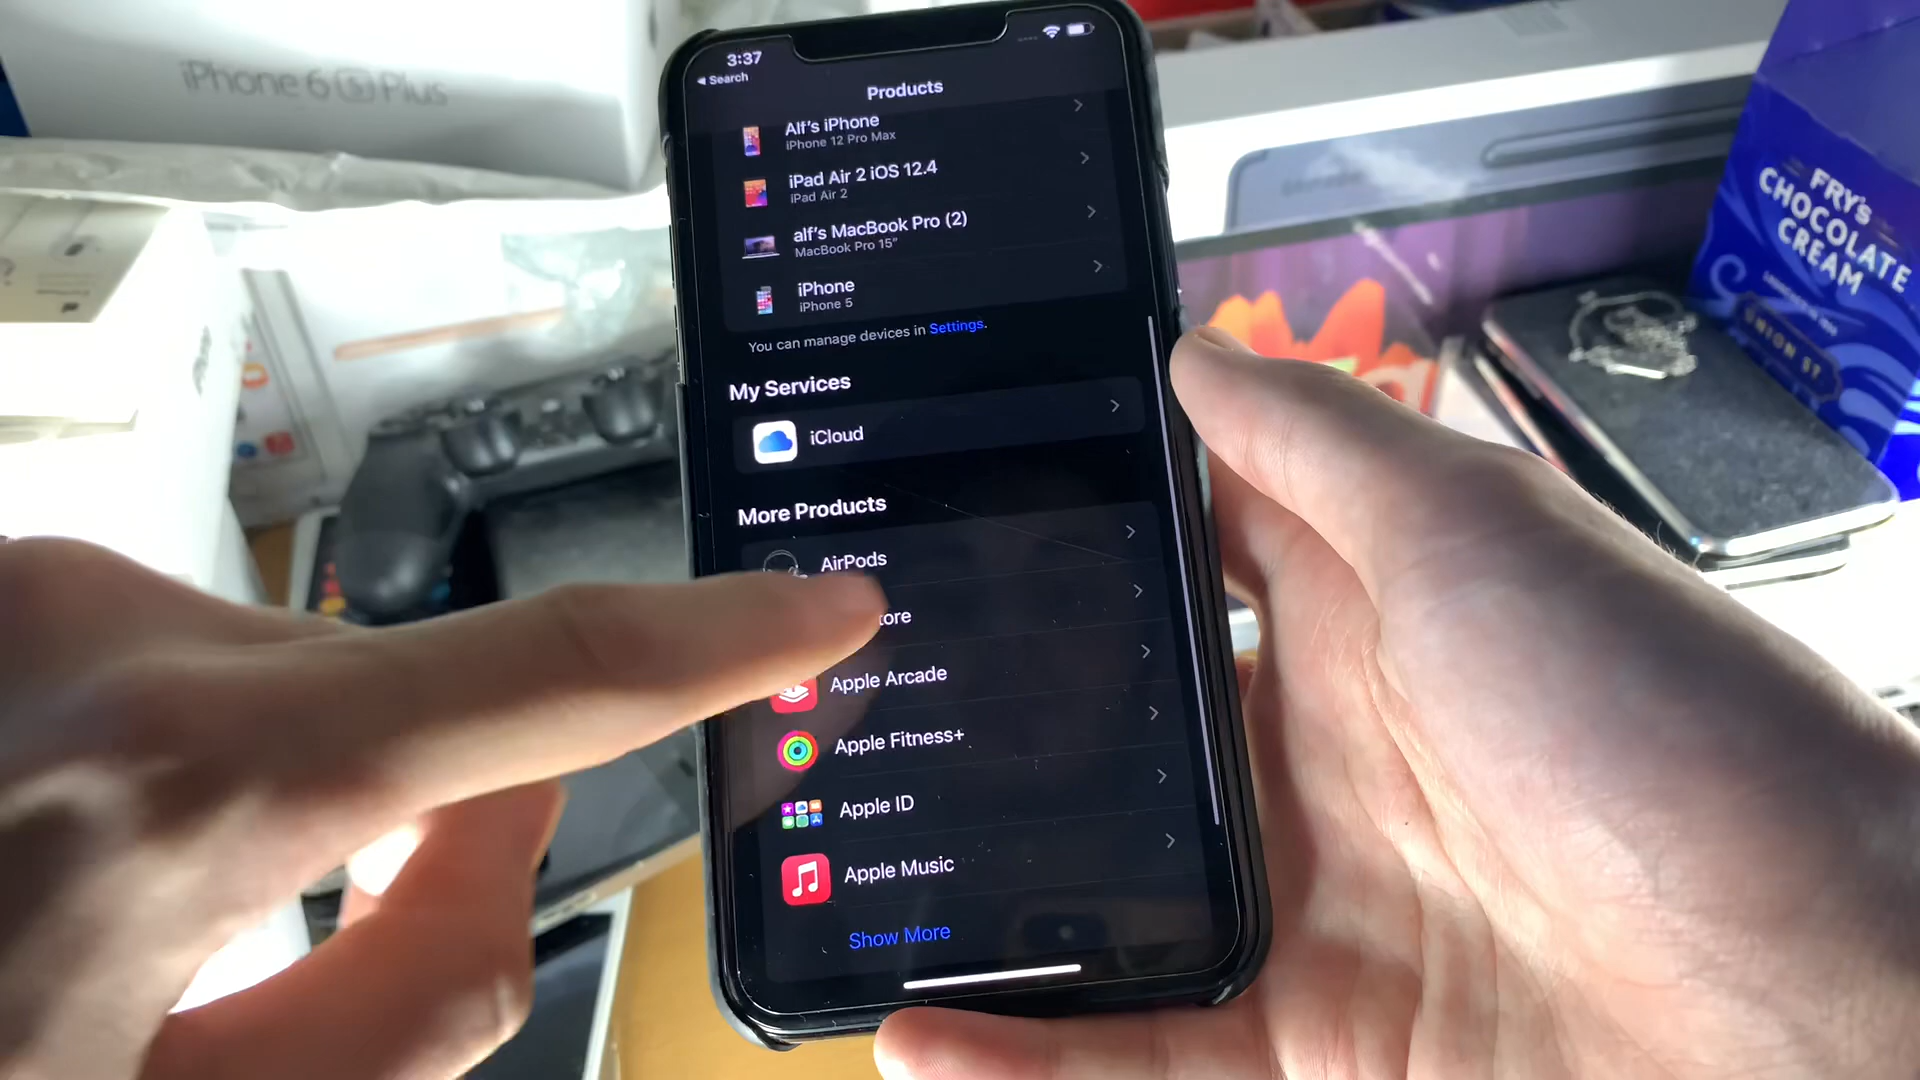 iPhone 6 S Plus
3:37
Search
Products
Alf's iPhone
iPhone 12 Pro Max
iPad Air 2 iOS 12.4
iPad Air 2
alf's MacBook Pro (2)
MacBook Pro 15"
iPhone
iPhone 5
You can manage devices in Settings.
My Services
iCloud
More Products
AirPods
tore
Apple Arcade
Apple Fitness+
Apple ID
Apple Music
Show More
FRY's
CHOCOLATE
CREAM
UNION ST